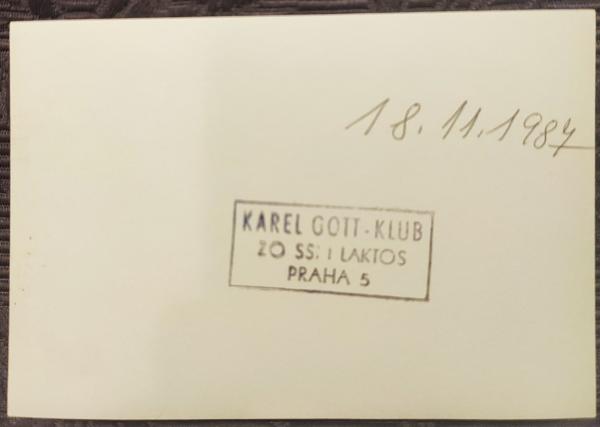 18.11.1987
KAREL GOTT - KLUB
ZO LAKTOS
PRAHA 5